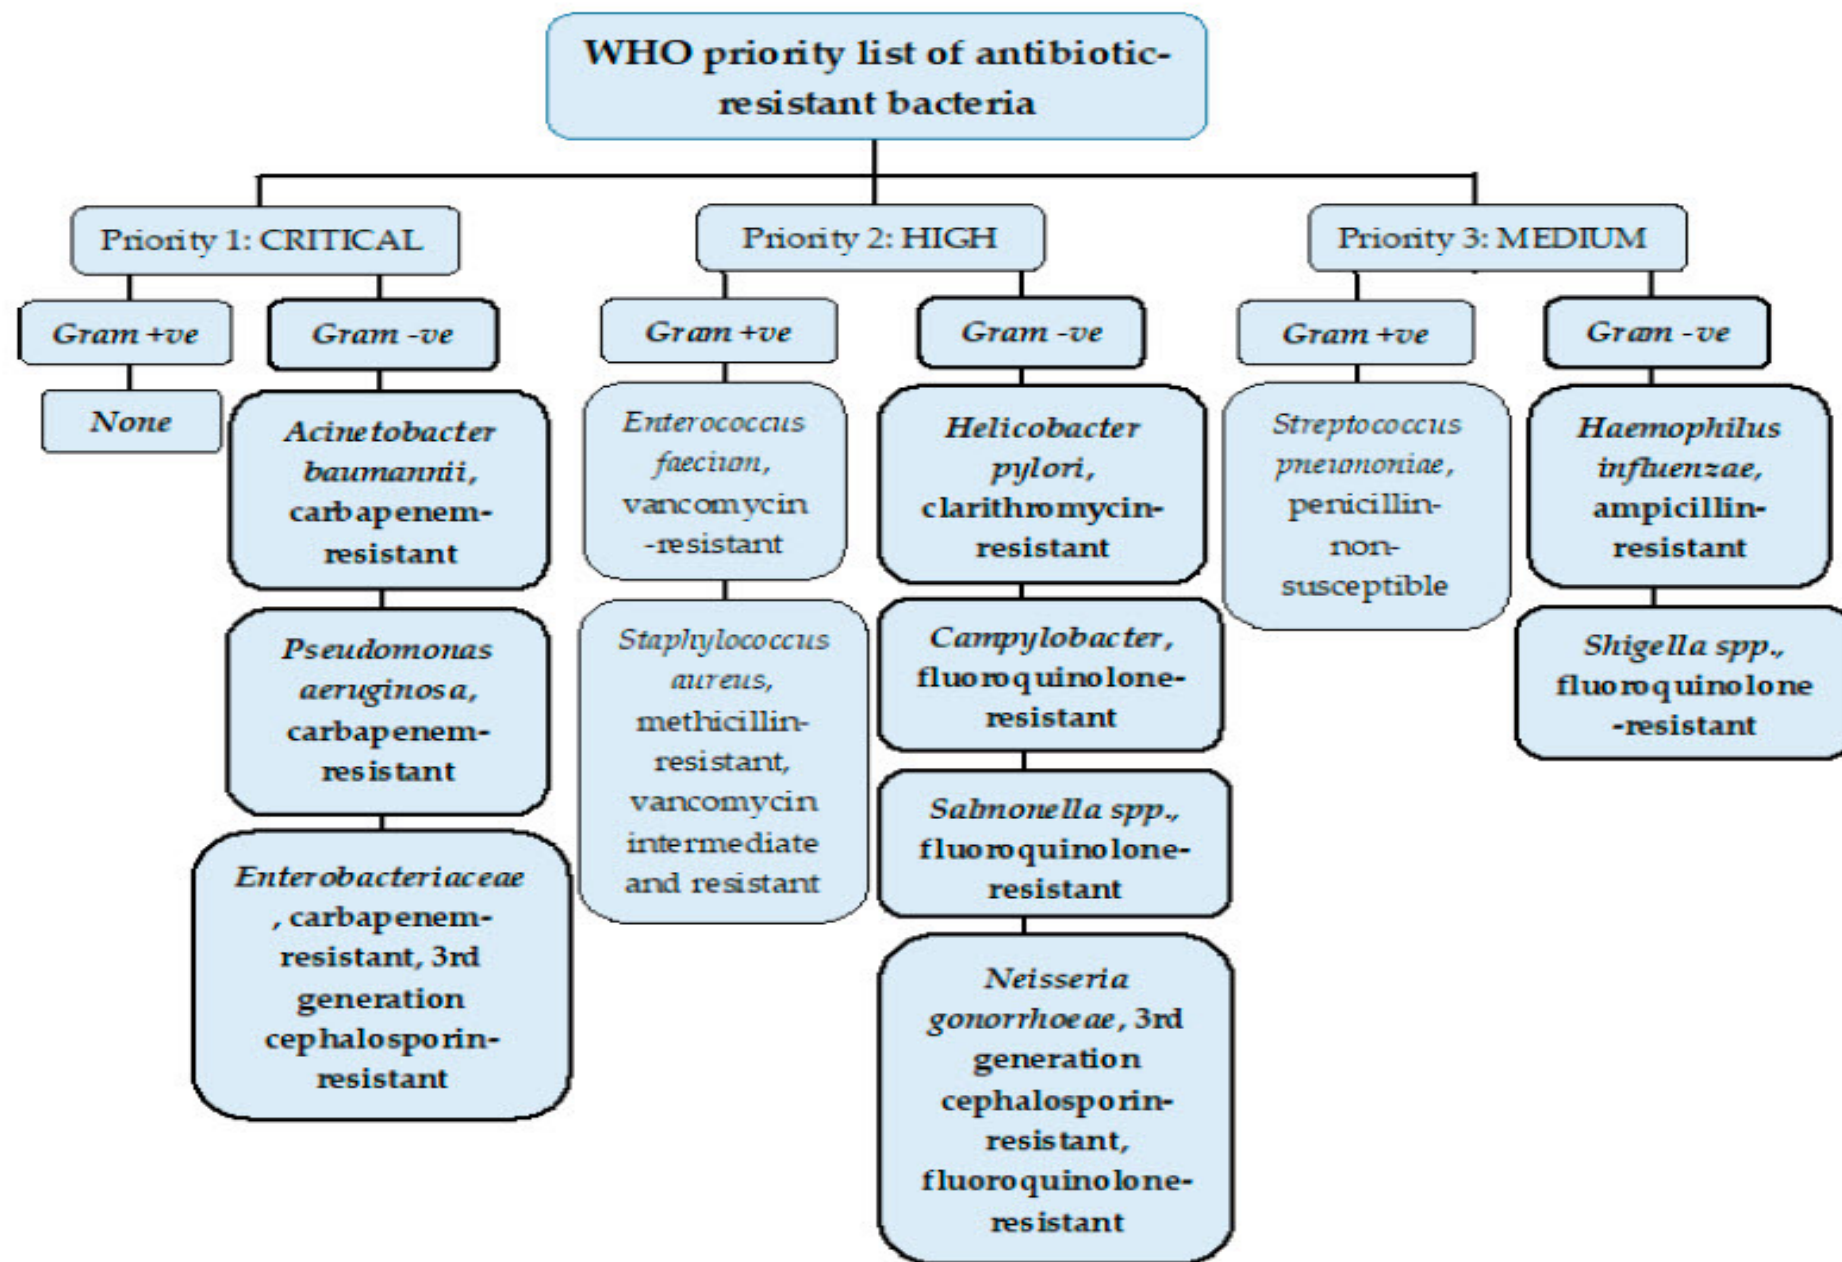 WHO priority list of antibiotic-
resistant bacteria
Priority 1: CRITICAL
Gram +ve
None
Gram -ve
Acinetobacter
baumannii,
carbapenem-
resistant
Pseudomonas
aeruginosa,
carbapenem-
resistant
Enterobacteriaceae
, carbapenem-
resistant, 3rd
generation
cephalosporin-
resistant
Priority 2: HIGH
Gram +ve
Enterococcus
faecium,
vancomycin
-resistant
Staphylococcus
aureus,
methicillin-
resistant,
vancomycin
intermediate
and resistant
Gram -ve
Helicobacter
pylori,
clarithromycin-
resistant
Campylobacter,
fluoroquinolone-
resistant
Salmonella spp.,
fluoroquinolone-
resistant
Neisseria
gonorrhoeae, 3rd
generation
cephalosporin-
resistant,
fluoroquinolone-
resistant
Priority 3: MEDIUM
Gram +ve
Streptococcus
pneumoniae,
penicillin-
non-
susceptible
Gram -ve
Haemophilus
influenzae,
ampicillin-
resistant
Shigella spp.,
fluoroquinolone
-resistant